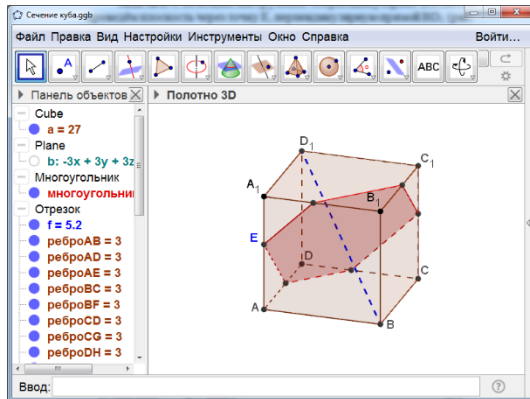 Сечение куба.ggb
Файл Правка Вид Настройки Инструменты Окно Справка Войти...
A
ABC
Панель объектов
Полотно 3D
Cube
a = 27
Plane
b: -3x + 3y + 3z
Многоугольник
многоугольни
Отрезок
f = 5.2
реброAB = 3
реброAD = 3
реброAE = 3
реброBC = 3
реброBF = 3
реброCD = 3
реброCG = 3
реброDH = 3
D1
C1
A1
B1
E
D
C
A
B
Ввод: